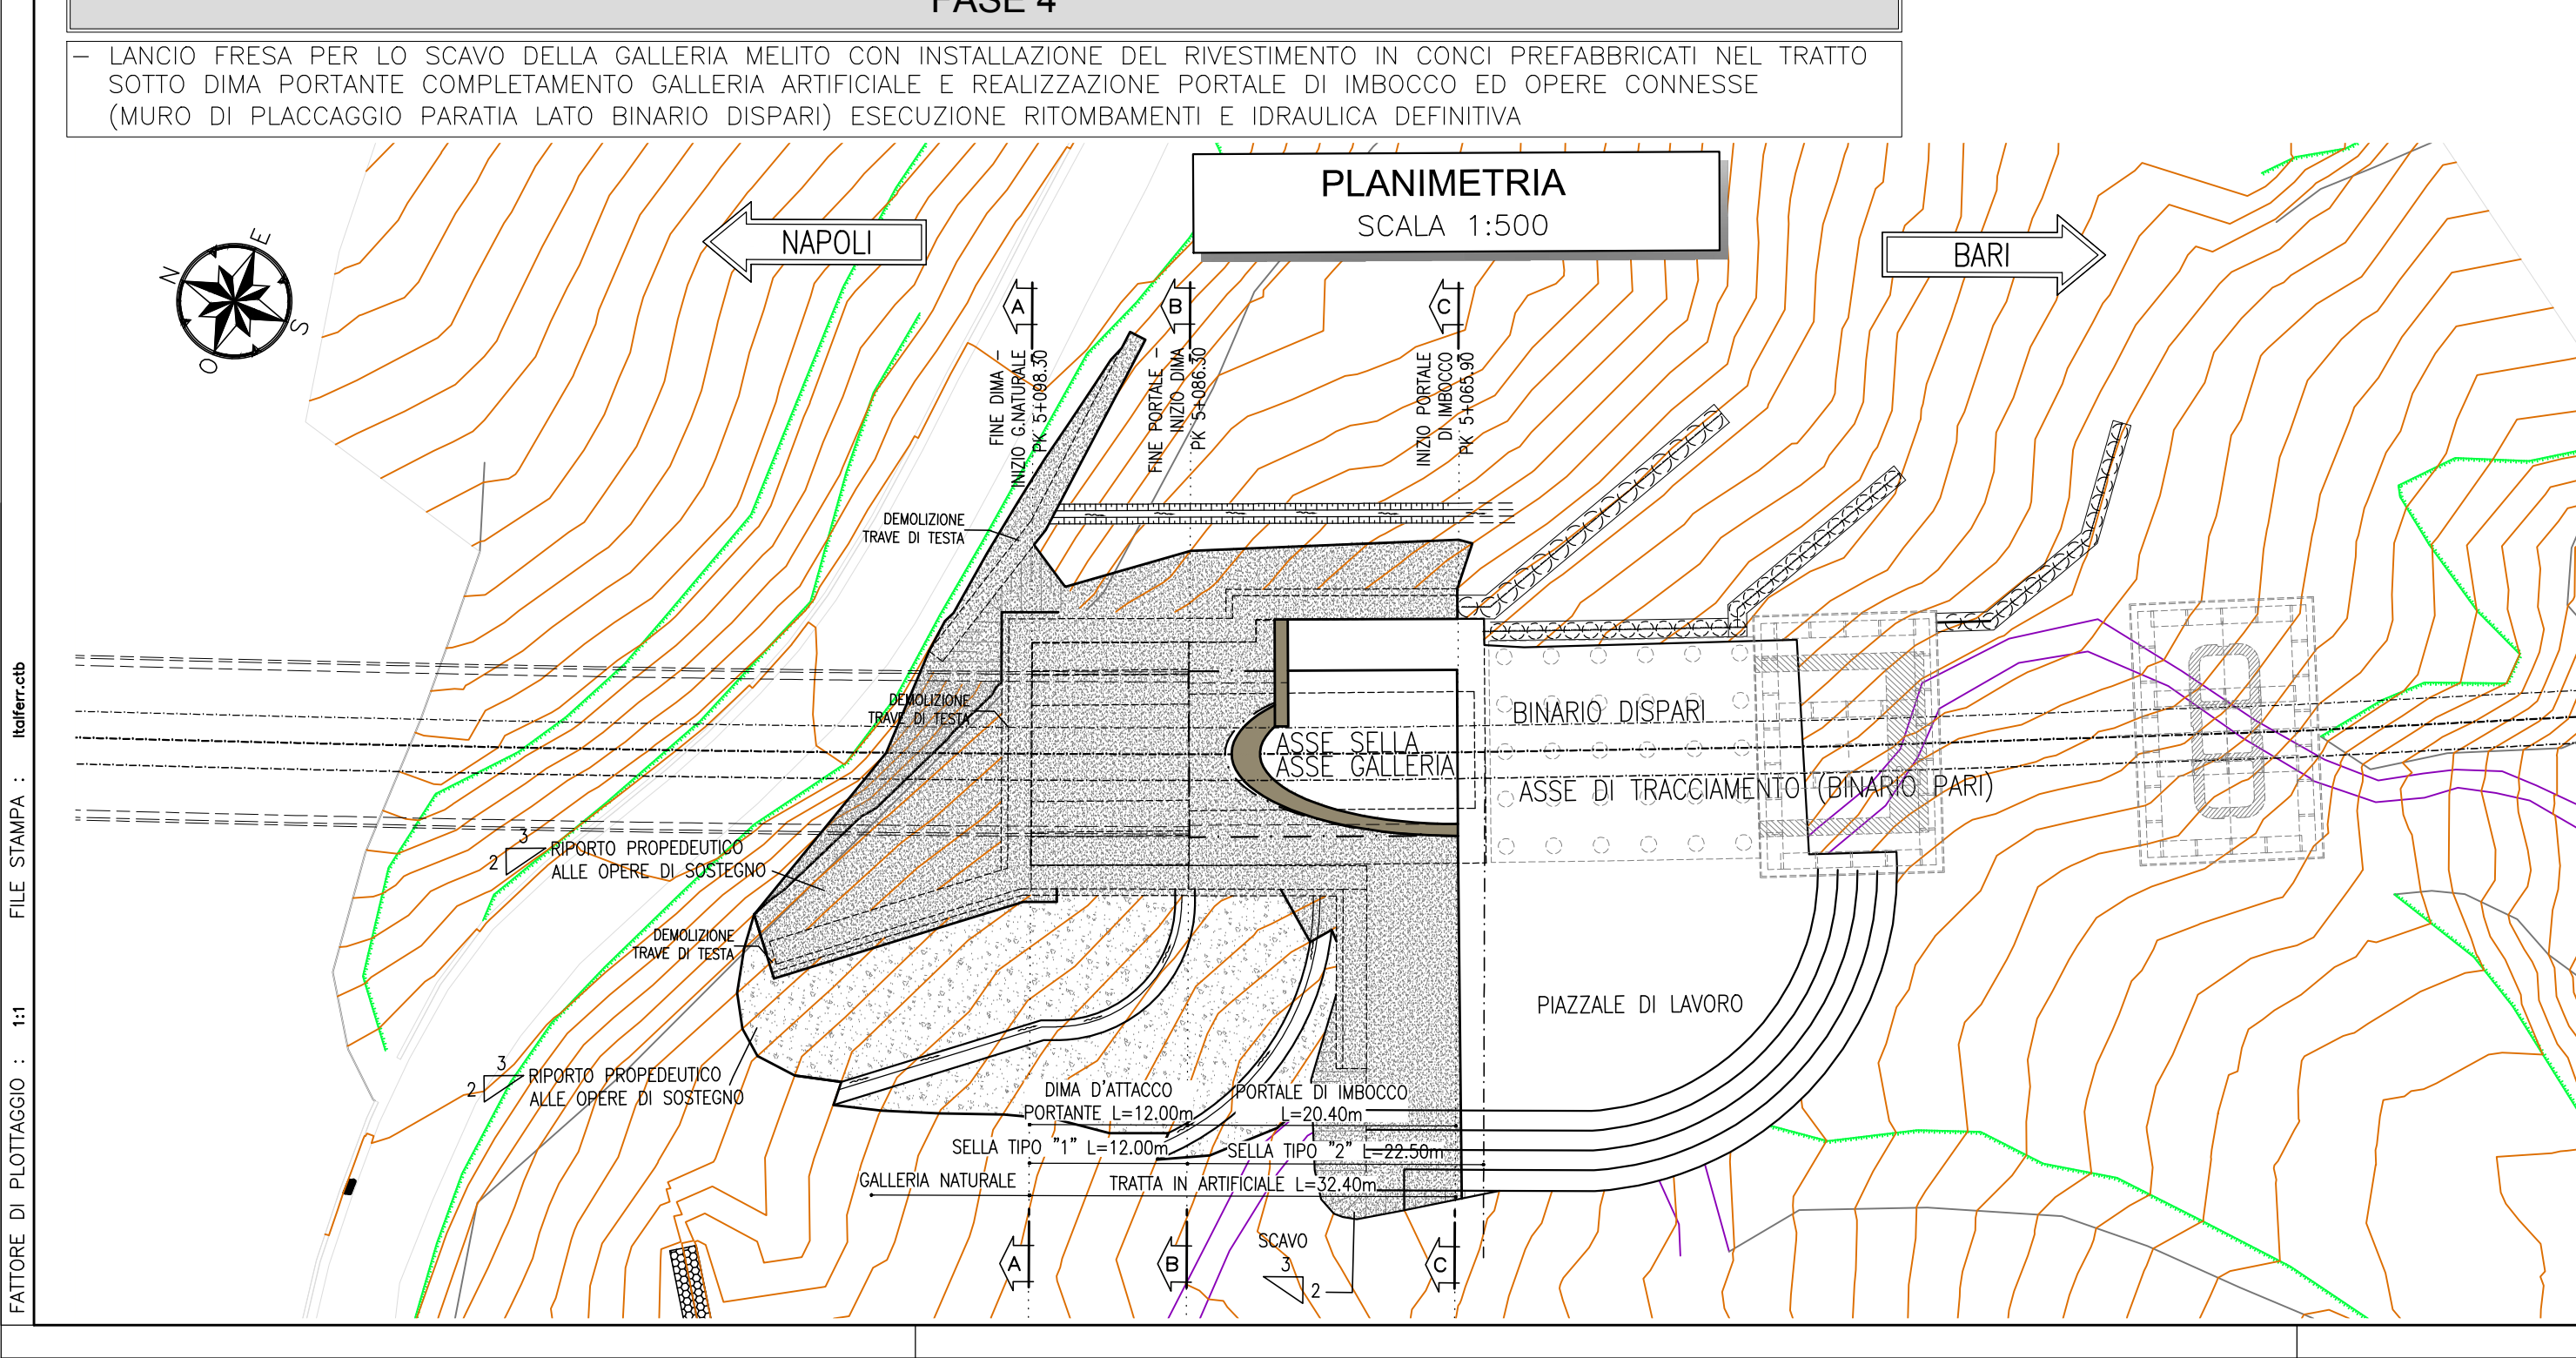 FASE 4
– LANCIO FRESA PER LO SCAVO DELLA GALLERIA MELITO CON INSTALLAZIONE DEL RIVESTIMENTO IN CONCI PREFABBRICATI NEL TRATTO
SOTTO DIMA PORTANTE COMPLETAMENTO GALLERIA ARTIFICIALE E REALIZZAZIONE PORTALE DI IMBOCCO ED OPERE CONNESSE
(MURO DI PLACCAGGIO PARATIA LATO BINARIO DISPARI) ESECUZIONE RITOMBAMENTI E IDRAULICA DEFINITIVA
PLANIMETRIA
SCALA 1:500
NAPOLI
BARI
N
E
S
O
A
B
C
FINE DIMA –
INIZIO G.NATURALE
PK 5+098.30
FINE PORTALE –
INIZIO DIMA
PK 5+086.30
INIZIO PORTALE
DI IMBOCCO
PK 5+065.90
DEMOLIZIONE
TRAVE DI TESTA
DEMOLIZIONE
TRAVE DI TESTA
BINARIO DISPARI
ASSE SELLA
ASSE GALLERIA
ASSE DI TRACCIAMENTO (BINARIO PARI)
3
2
RIPORTO PROPEDEUTICO
ALLE OPERE DI SOSTEGNO
DEMOLIZIONE
TRAVE DI TESTA
PIAZZALE DI LAVORO
3
2
RIPORTO PROPEDEUTICO
ALLE OPERE DI SOSTEGNO
DIMA D'ATTACCO
PORTANTE L=12.00m
PORTALE DI IMBOCCO
L=20.40m
SELLA TIPO "1" L=12.00m
SELLA TIPO "2" L=22.50m
GALLERIA NATURALE
TRATTA IN ARTIFICIALE L=32.40m
SCAVO
3
2
A
B
C
FATTORE DI PLOTTAGGIO : 1:1 FILE STAMPA : italferr.ctb